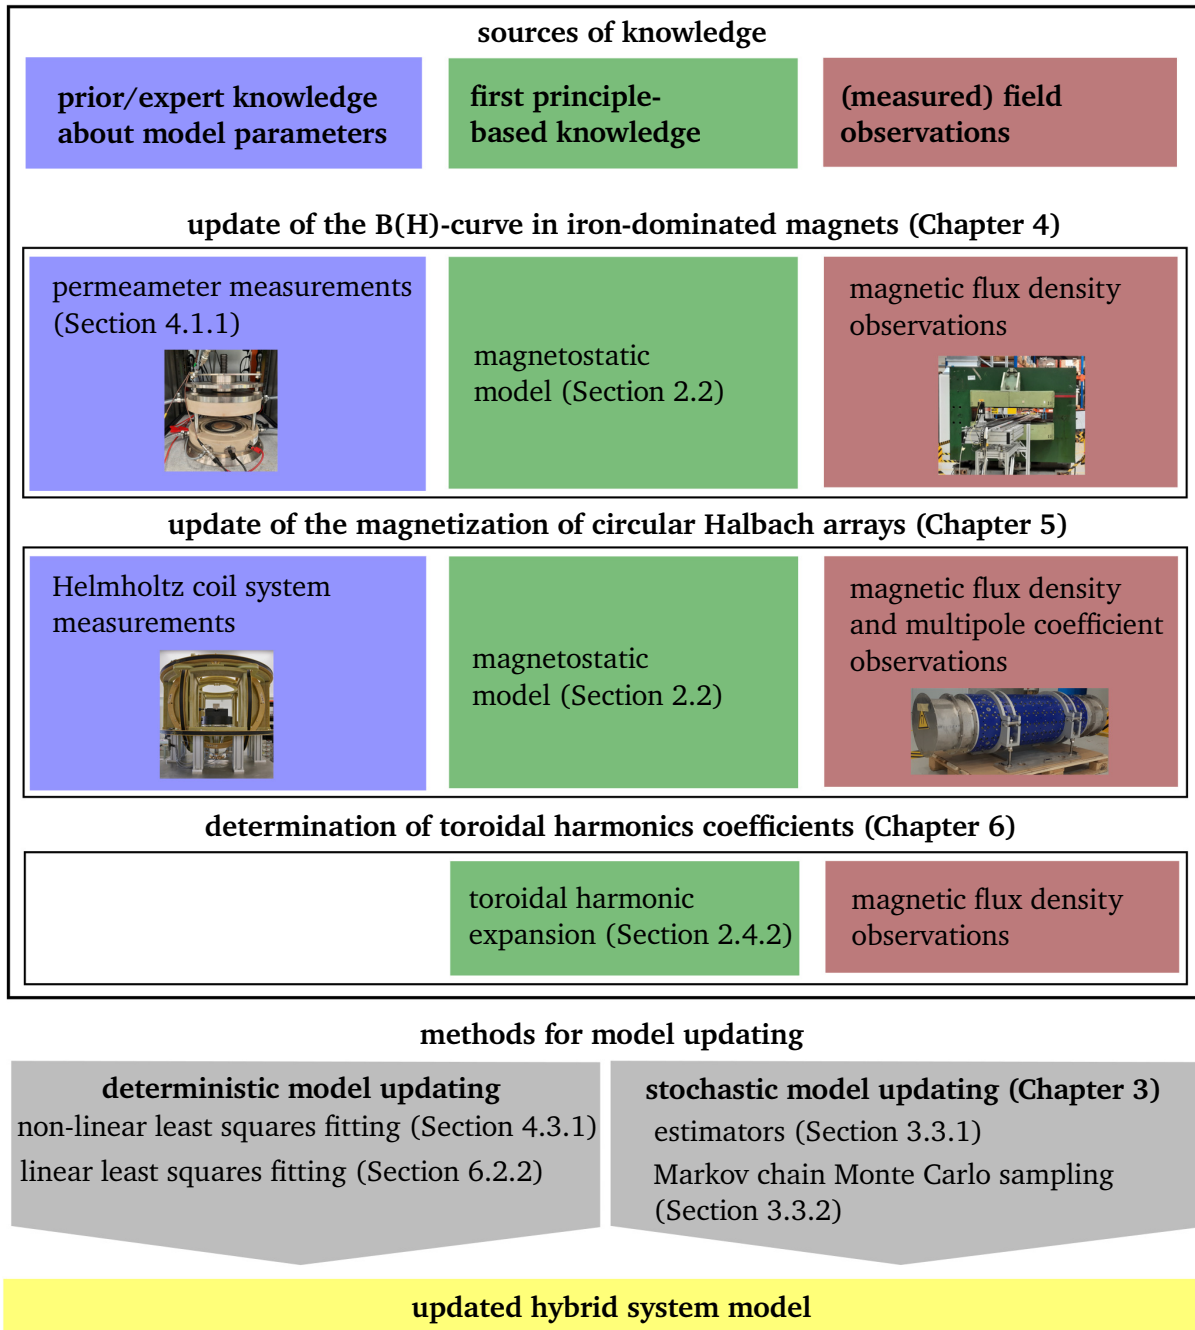 sources of knowledge
prior/expert knowledge
about model parameters
first principle-
based knowledge
(measured) field
observations
update of the B(H)-curve in iron-dominated magnets (Chapter 4)
permeameter measurements
(Section 4.1.1)
magnetostatic
model (Section 2.2)
magnetic flux density
observations
update of the magnetization of circular Halbach arrays (Chapter 5)
Helmholtz coil system
measurements
magnetostatic
model (Section 2.2)
magnetic flux density
and multipole coefficient
observations
determination of toroidal harmonics coefficients (Chapter 6)
toroidal harmonic
expansion (Section 2.4.2)
magnetic flux density
observations
methods for model updating
deterministic model updating
non-linear least squares fitting (Section 4.3.1)
linear least squares fitting (Section 6.2.2)
stochastic model updating (Chapter 3)
estimators (Section 3.3.1)
Markov chain Monte Carlo sampling
(Section 3.3.2)
updated hybrid system model